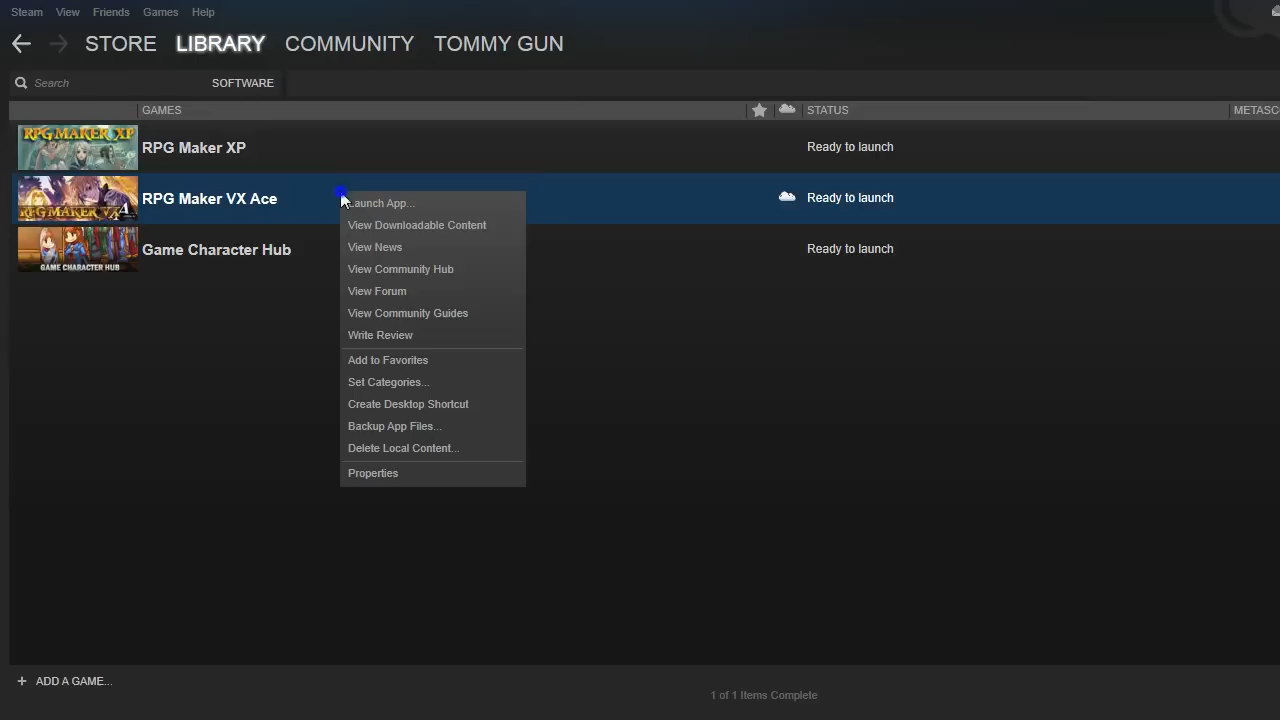 Steam View Friends Games Help
STORE LIBRARY COMMUNITY TOMMY GUN
Search SOFTWARE
GAMES STATUS METASC
RPG MAKER XP RPG Maker XP Ready to launch
RPG MAKER VX A RPG Maker VX Ace Ready to launch
GAME CHARACTER HUB Game Character Hub Ready to launch
Launch App...
View Downloadable Content
View News
View Community Hub
View Forum
View Community Guides
Write Review
Add to Favorites
Set Categories...
Create Desktop Shortcut
Backup App Files...
Delete Local Content...
Properties
+ ADD A GAME...
1 of 1 Items Complete